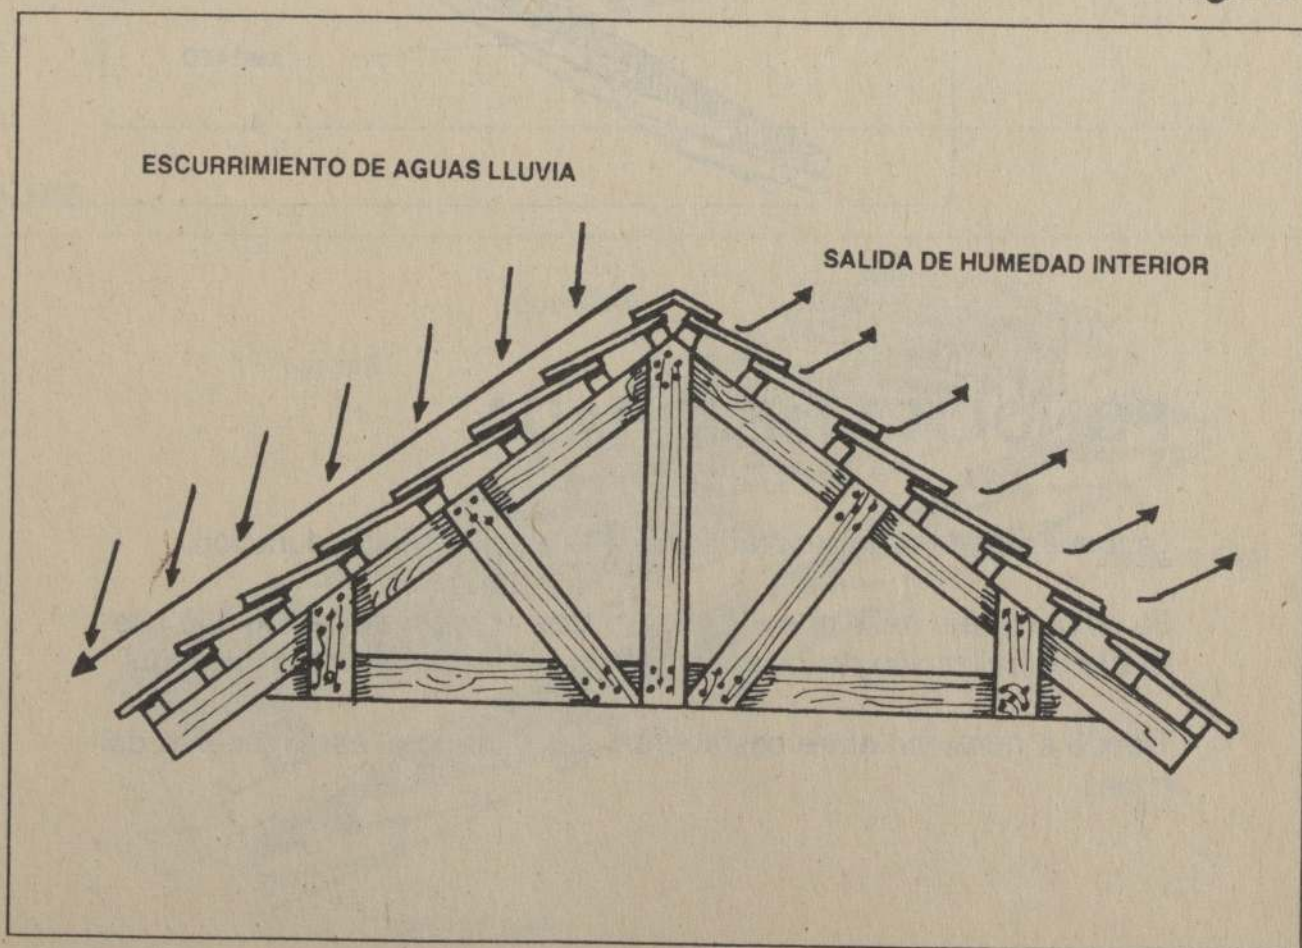 ESCURRIMIENTO DE AGUAS LLUVIA
SALIDA DE HUMEDAD INTERIOR